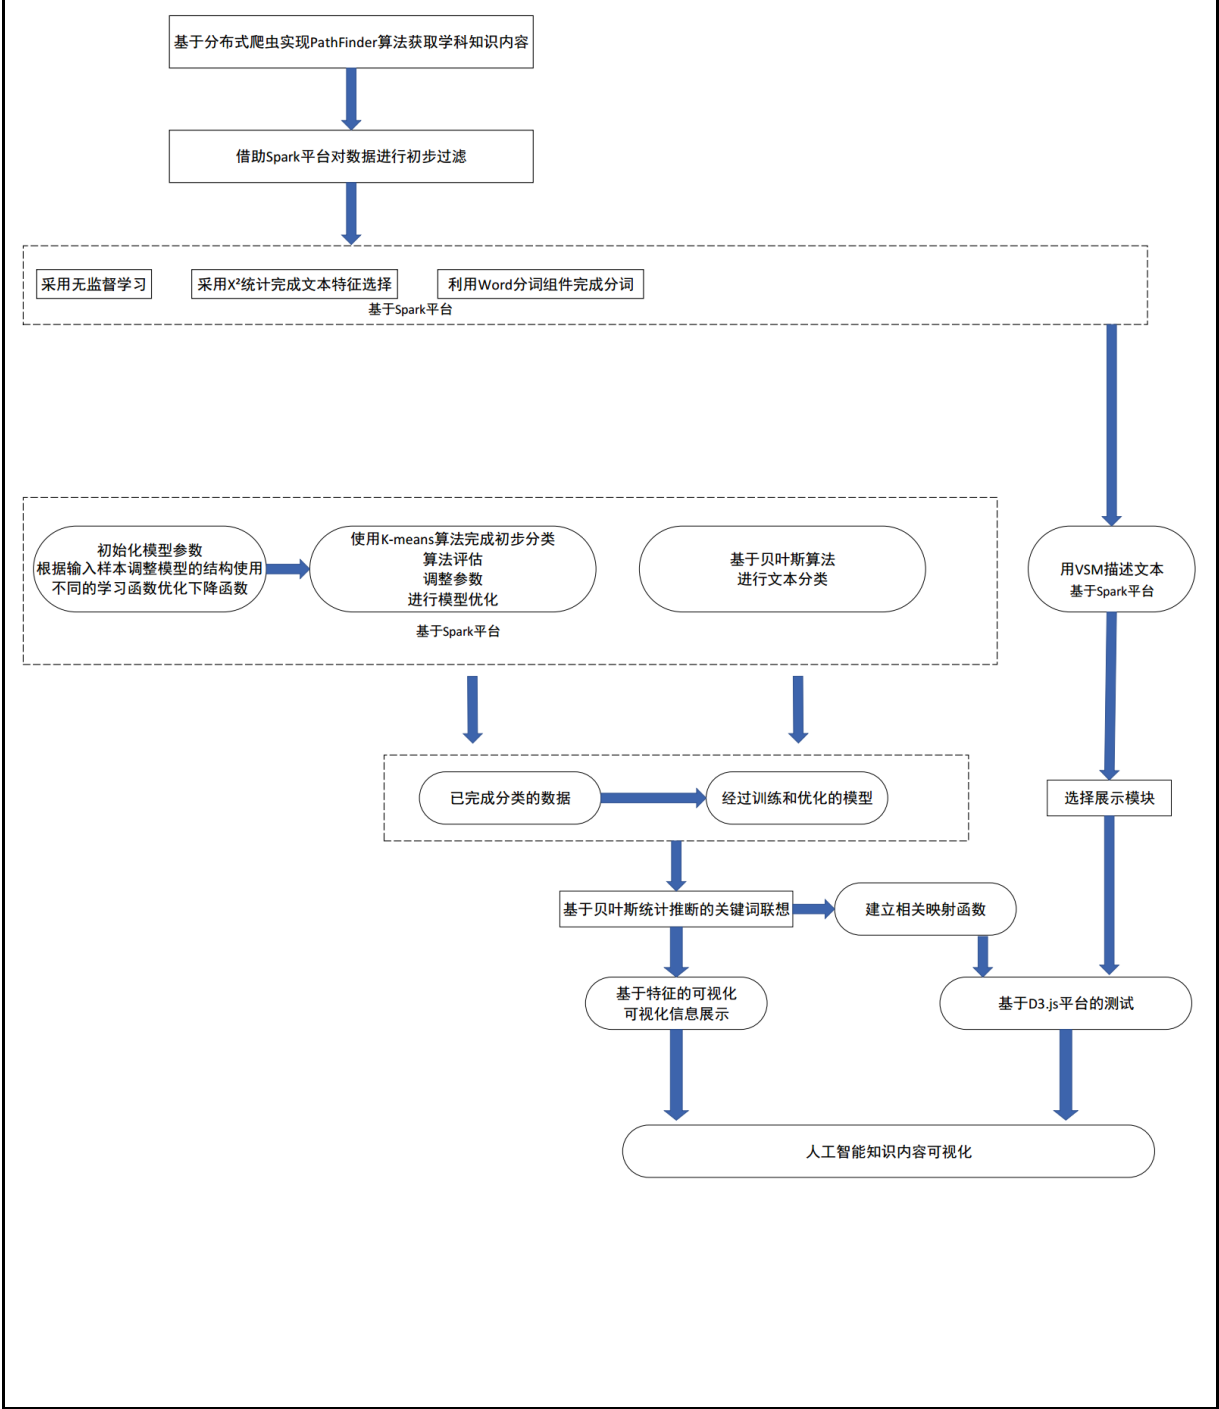 基于分布式爬虫实现PathFinder算法获取学科知识内容
借助Spark平台对数据进行初步过滤
采用无监督学习
采用X²统计完成文本特征选择
利用Word分词组件完成分词
基于Spark平台
初始化模型参数
根据输入样本调整模型的结构使用
不同的学习函数优化下降函数
使用K-means算法完成初步分类
算法评估
调整参数
进行模型优化
基于贝叶斯算法
进行文本分类
基于Spark平台
用VSM描述文本
基于Spark平台
已完成分类的数据
经过训练和优化的模型
选择展示模块
基于贝叶斯统计推断的关键词联想
建立相关映射函数
基于特征的可视化
可视化信息展示
基于D3.js平台的测试
人工智能知识内容可视化